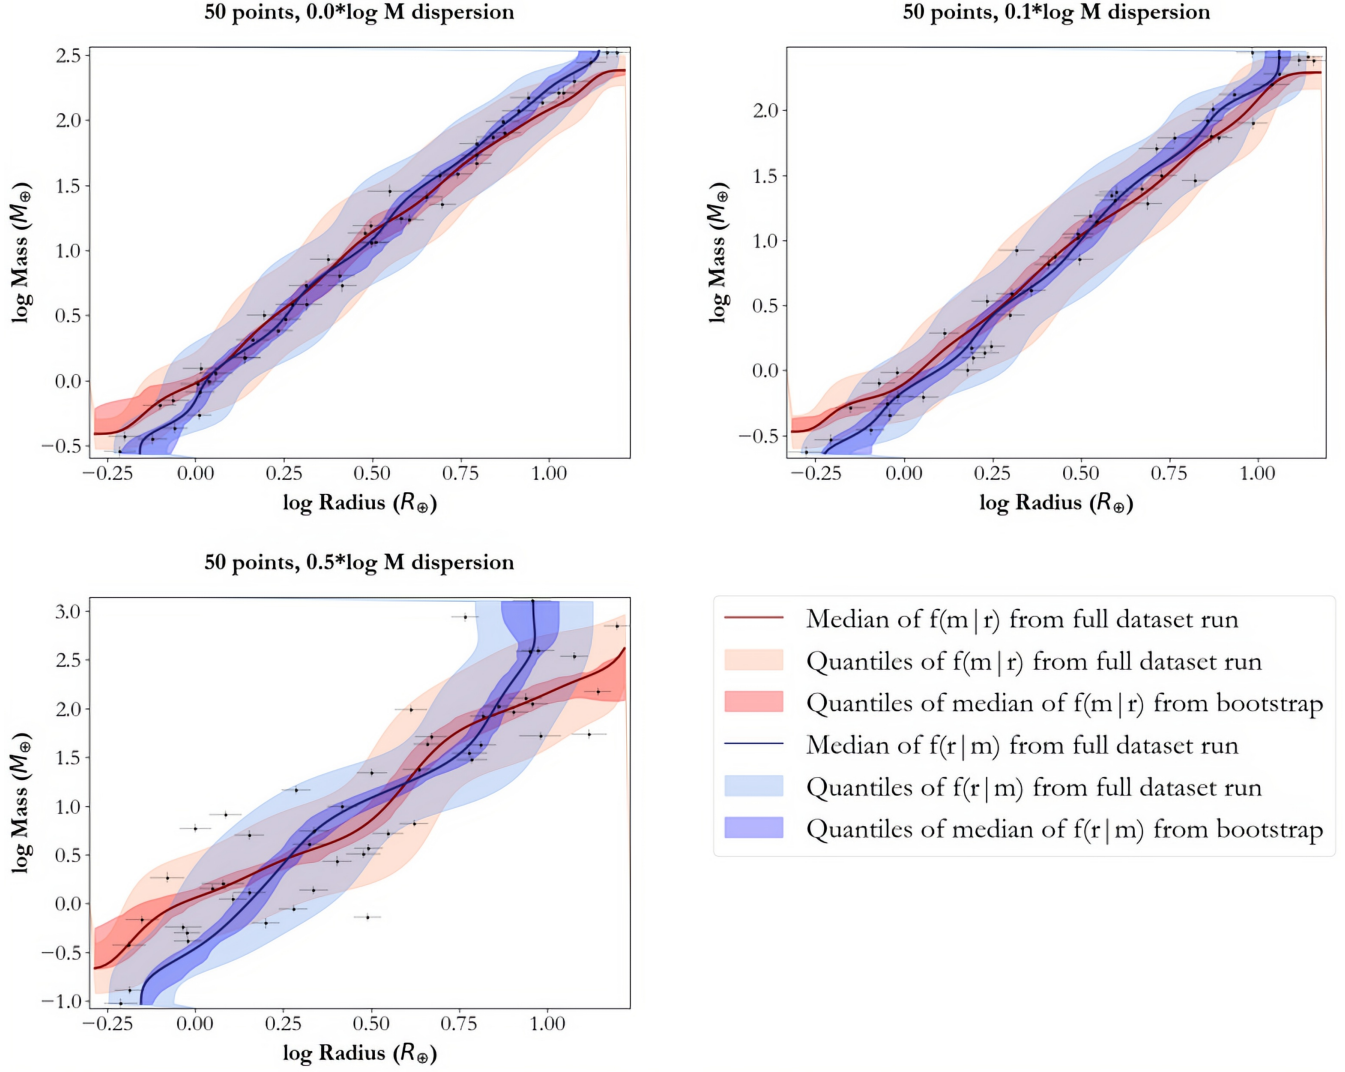 50 points, 0.0*log M dispersion
50 points, 0.1*log M dispersion
2.5
2.0
1.5
1.0
0.5
0.0
−0.5
log Mass (M⊕)
−0.25 0.00 0.25 0.50 0.75 1.00
log Radius (R⊕)
2.0
1.5
1.0
0.5
0.0
−0.5
log Mass (M⊕)
−0.25 0.00 0.25 0.50 0.75 1.00
log Radius (R⊕)
50 points, 0.5*log M dispersion
3.0
2.5
2.0
1.5
1.0
0.5
0.0
−0.5
−1.0
log Mass (M⊕)
−0.25 0.00 0.25 0.50 0.75 1.00
log Radius (R⊕)
Median of f(m|r) from full dataset run
Quantiles of f(m|r) from full dataset run
Quantiles of median of f(m|r) from bootstrap
Median of f(r|m) from full dataset run
Quantiles of f(r|m) from full dataset run
Quantiles of median of f(r|m) from bootstrap